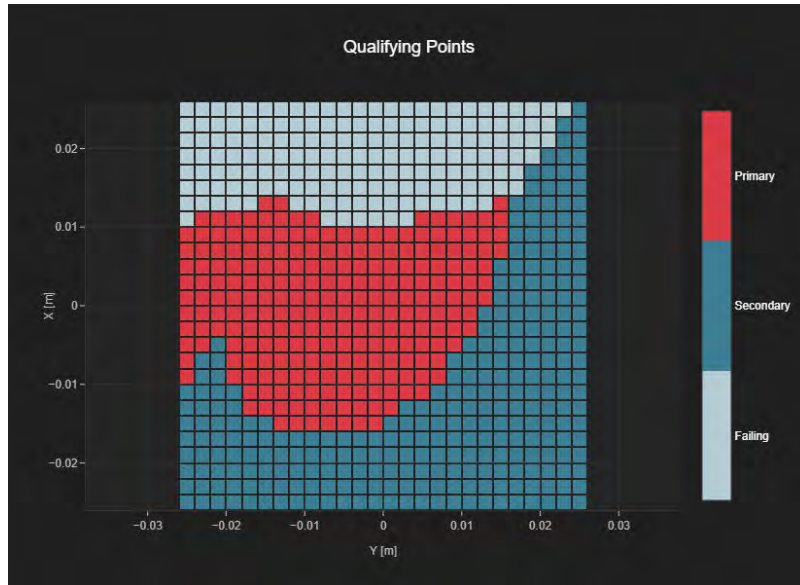 Qualifying Points
0.02
0.01
0
−0.01
−0.02
X [m]
−0.03
−0.02
−0.01
0
0.01
0.02
0.03
Y [m]
Primary
Secondary
Failing